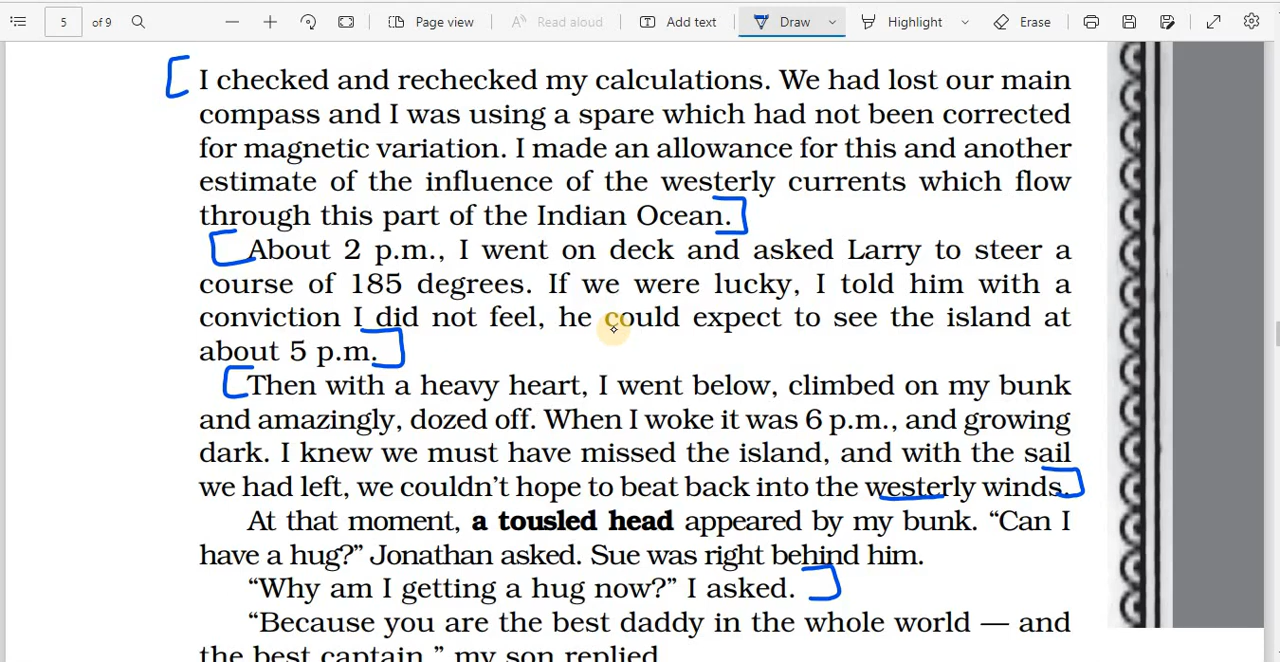 5 of 9 Page view Read aloud Add text Draw Highlight Erase
I checked and rechecked my calculations. We had lost our main
compass and I was using a spare which had not been corrected
for magnetic variation. I made an allowance for this and another
estimate of the influence of the westerly currents which flow
through this part of the Indian Ocean.
About 2 p.m., I went on deck and asked Larry to steer a
course of 185 degrees. If we were lucky, I told him with a
conviction I did not feel, he could expect to see the island at
about 5 p.m.
Then with a heavy heart, I went below, climbed on my bunk
and amazingly, dozed off. When I woke it was 6 p.m., and growing
dark. I knew we must have missed the island, and with the sail
we had left, we couldn’t hope to beat back into the westerly winds.
At that moment, a tousled head appeared by my bunk. “Can I
have a hug?” Jonathan asked. Sue was right behind him.
“Why am I getting a hug now?” I asked.
“Because you are the best daddy in the whole world — and
the best captain,” my son replied